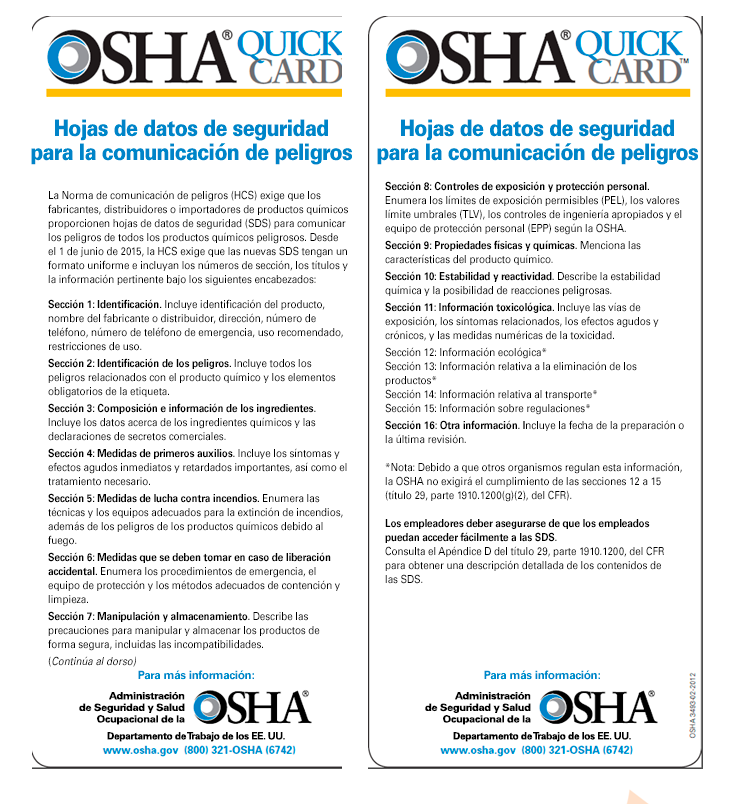 OSHA® QUICK
CARD
Hojas de datos de seguridad
para la comunicación de peligros
La Norma de comunicación de peligros (HCS) exige que los
fabricantes, distribuidores o importadores de productos químicos
proporcionen hojas de datos de seguridad (SDS) para comunicar
los peligros de todos los productos químicos peligrosos. Desde
el 1 de junio de 2015, la HCS exige que las nuevas SDS tengan un
formato uniforme e incluyan los números de sección, los títulos y
la información pertinente bajo los siguientes encabezados:
Sección 1: Identificación. Incluye identificación del producto,
nombre del fabricante o distribuidor, dirección, número de
teléfono, número de teléfono de emergencia, uso recomendado,
restricciones de uso.
Sección 2: Identificación de los peligros. Incluye todos los
peligros relacionados con el producto químico y los elementos
obligatorios de la etiqueta.
Sección 3: Composición e información de los ingredientes.
Incluye los datos acerca de los ingredientes químicos y las
declaraciones de secretos comerciales.
Sección 4: Medidas de primeros auxilios. Incluye los síntomas y
efectos agudos inmediatos y retardados importantes, así como el
tratamiento necesario.
Sección 5: Medidas de lucha contra incendios. Enumera las
técnicas y los equipos adecuados para la extinción de incendios,
además de los peligros de los productos químicos debido al
fuego.
Sección 6: Medidas que se deben tomar en caso de liberación
accidental. Enumera los procedimientos de emergencia, el
equipo de protección y los métodos adecuados de contención y
limpieza.
Sección 7: Manipulación y almacenamiento. Describe las
precauciones para manipular y almacenar los productos de
forma segura, incluidas las incompatibilidades.
(Continúa al dorso)
Para más información:
Administración
de Seguridad y Salud
Ocupacional de la
OSHA®
Departamento de Trabajo de los EE. UU.
www.osha.gov (800) 321-OSHA (6742)
OSHA® QUICK
CARD™
Hojas de datos de seguridad
para la comunicación de peligros
Sección 8: Controles de exposición y protección personal.
Enumera los límites de exposición permisibles (PEL), los valores
límite umbrales (TLV), los controles de ingeniería apropiados y el
equipo de protección personal (EPP) según la OSHA.
Sección 9: Propiedades físicas y químicas. Menciona las
características del producto químico.
Sección 10: Estabilidad y reactividad. Describe la estabilidad
química y la posibilidad de reacciones peligrosas.
Sección 11: Información toxicológica. Incluye las vías de
exposición, los síntomas relacionados, los efectos agudos y
crónicos, y las medidas numéricas de la toxicidad.
Sección 12: Información ecológica*
Sección 13: Información relativa a la eliminación de los
productos*
Sección 14: Información relativa al transporte*
Sección 15: Información sobre regulaciones*
Sección 16: Otra información. Incluye la fecha de la preparación o
la última revisión.
*Nota: Debido a que otros organismos regulan esta información,
la OSHA no exigirá el cumplimiento de las secciones 12 a 15
(título 29, parte 1910.1200(g)(2), del CFR).
Los empleadores deber asegurarse de que los empleados
puedan acceder fácilmente a las SDS.
Consulta el Apéndice D del título 29, parte 1910.1200, del CFR
para obtener una descripción detallada de los contenidos de
las SDS.
Para más información:
Administración
de Seguridad y Salud
Ocupacional de la
OSHA®
Departamento de Trabajo de los EE. UU.
www.osha.gov (800) 321-OSHA (6742)
OSHA 3493-02-2012